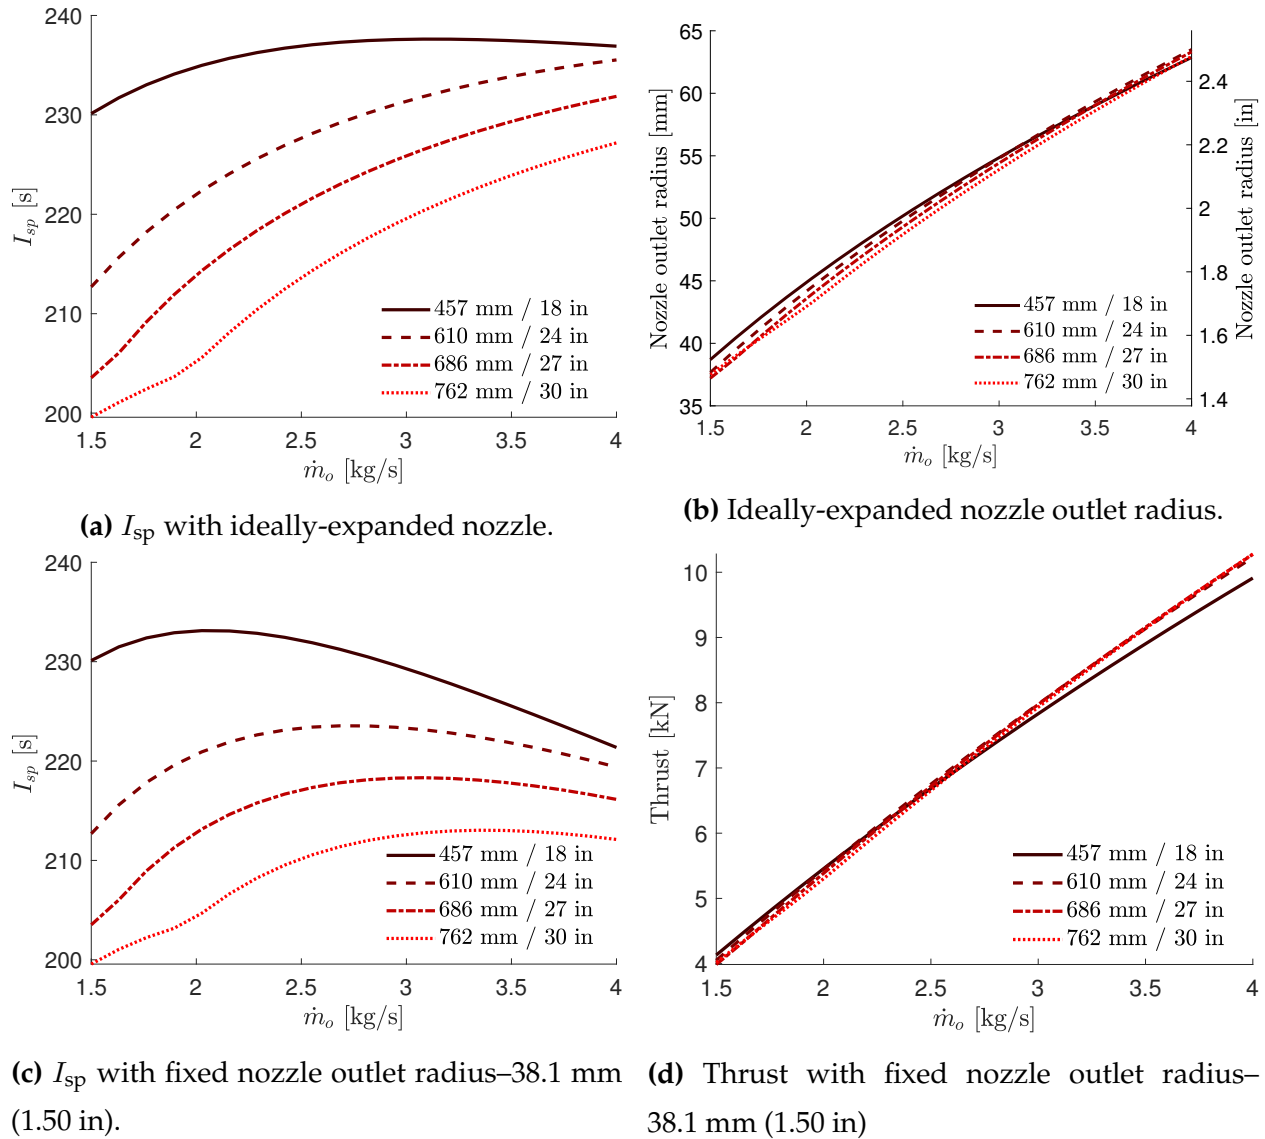 240
230
220
210
200
I_sp [s]
1.5 2 2.5 3 3.5 4
ṁ_o [kg/s]
457 mm / 18 in
610 mm / 24 in
686 mm / 27 in
762 mm / 30 in
(a) I_sp with ideally-expanded nozzle.
65
60
55
50
45
40
35
Nozzle outlet radius [mm]
2.4
2.2
2
1.8
1.6
1.4
Nozzle outlet radius [in]
1.5 2 2.5 3 3.5 4
ṁ_o [kg/s]
457 mm / 18 in
610 mm / 24 in
686 mm / 27 in
762 mm / 30 in
(b) Ideally-expanded nozzle outlet radius.
240
230
220
210
200
I_sp [s]
1.5 2 2.5 3 3.5 4
ṁ_o [kg/s]
457 mm / 18 in
610 mm / 24 in
686 mm / 27 in
762 mm / 30 in
(c) I_sp with fixed nozzle outlet radius–38.1 mm
(1.50 in).
10
9
8
7
6
5
4
Thrust [kN]
1.5 2 2.5 3 3.5 4
ṁ_o [kg/s]
457 mm / 18 in
610 mm / 24 in
686 mm / 27 in
762 mm / 30 in
(d) Thrust with fixed nozzle outlet radius–
38.1 mm (1.50 in)